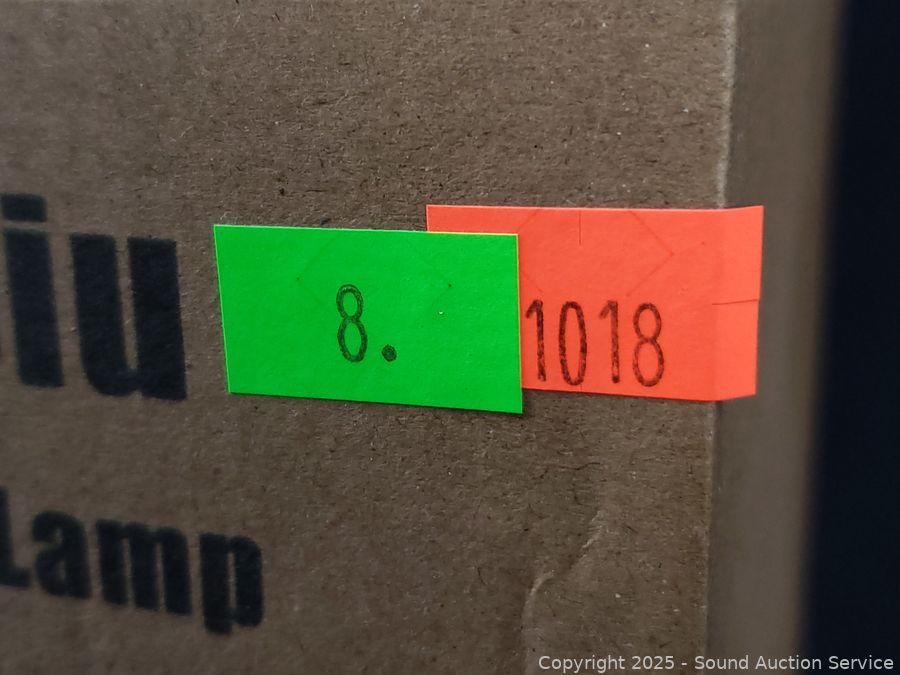 iu
8.
1018
Lamp
Copyright 2025 - Sound Auction Service